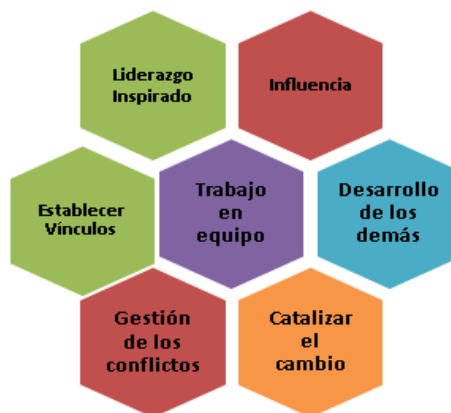 Liderazgo
Inspirado
Influencia
Establecer
Vínculos
Trabajo
en
equipo
Desarrollo
de los
demás
Gestión
de los
conflictos
Catalizar
el
cambio